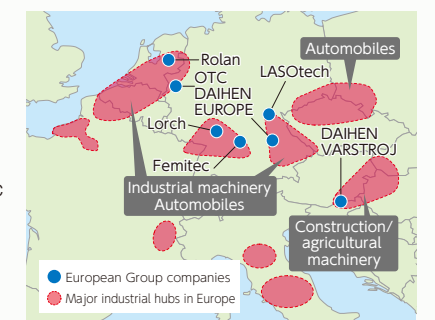 Automobiles
Rolan
OTC
DAIHEN
EUROPE
LASOtech
Lorch
DAIHEN
VARSTROJ
Femitec
Industrial machinery
Automobiles
Construction/
agricultural
machinery
European Group companies
Major industrial hubs in Europe
c